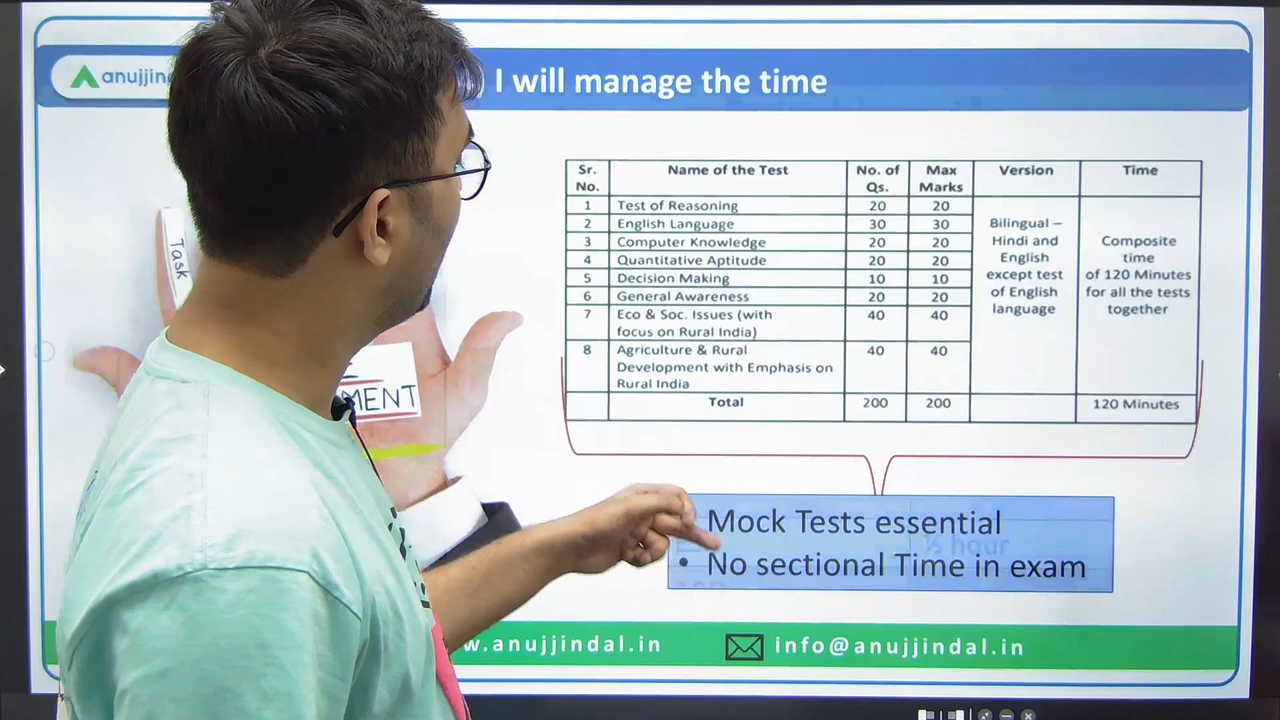 anujjin
I will manage the time
Task
MENT
Sr. No. Name of the Test No. of Qs. Max Marks Version Time
1 Test of Reasoning 20 20
2 English Language 30 30
3 Computer Knowledge 20 20
4 Quantitative Aptitude 20 20
5 Decision Making 10 10
6 General Awareness 20 20
7 Eco & Soc. Issues (with
focus on Rural India) 40 40
8 Agriculture & Rural
Development with Emphasis on
Rural India 40 40
Bilingual –
Hindi and
English
except test
of English
language
Composite
time
of 120 Minutes
for all the tests
together
Total 200 200 120 Minutes
Mock Tests essential
½ hour
• No sectional Time in exam
w.anujjindal.in
info@anujjindal.in